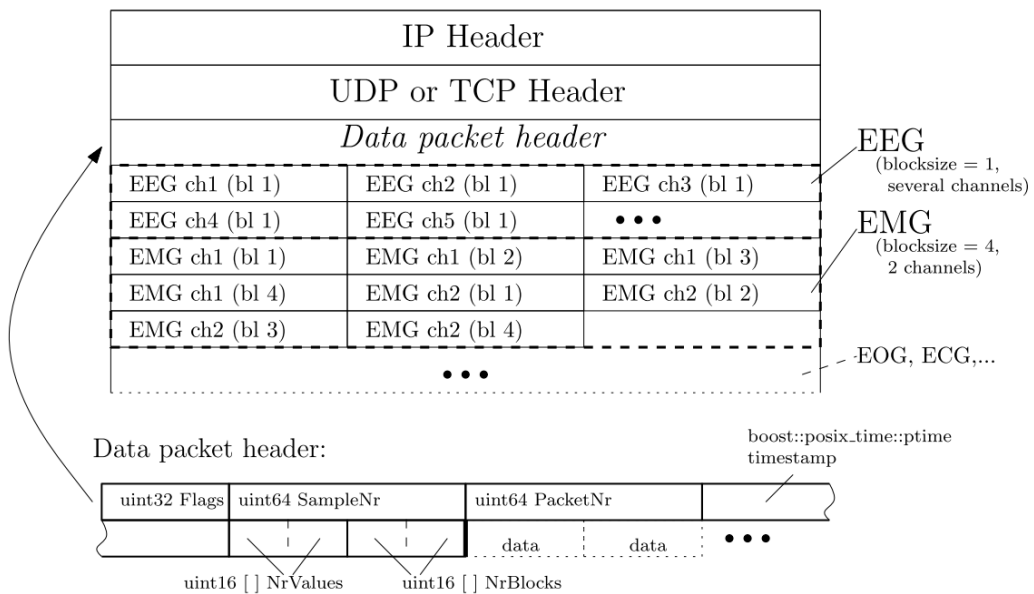 IP Header
UDP or TCP Header
Data packet header
EEG ch1 (bl 1) EEG ch2 (bl 1) EEG ch3 (bl 1)
EEG ch4 (bl 1) EEG ch5 (bl 1) •••
EMG ch1 (bl 1) EMG ch1 (bl 2) EMG ch1 (bl 3)
EMG ch1 (bl 4) EMG ch2 (bl 1) EMG ch2 (bl 2)
EMG ch2 (bl 3) EMG ch2 (bl 4)
•••
EEG
(blocksize = 1,
several channels)
EMG
(blocksize = 4,
2 channels)
EOG, ECG,...
Data packet header:
boost::posix_time::ptime
timestamp
uint32 Flags uint64 SampleNr uint64 PacketNr
data data •••
uint16 [ ] NrValues uint16 [ ] NrBlocks